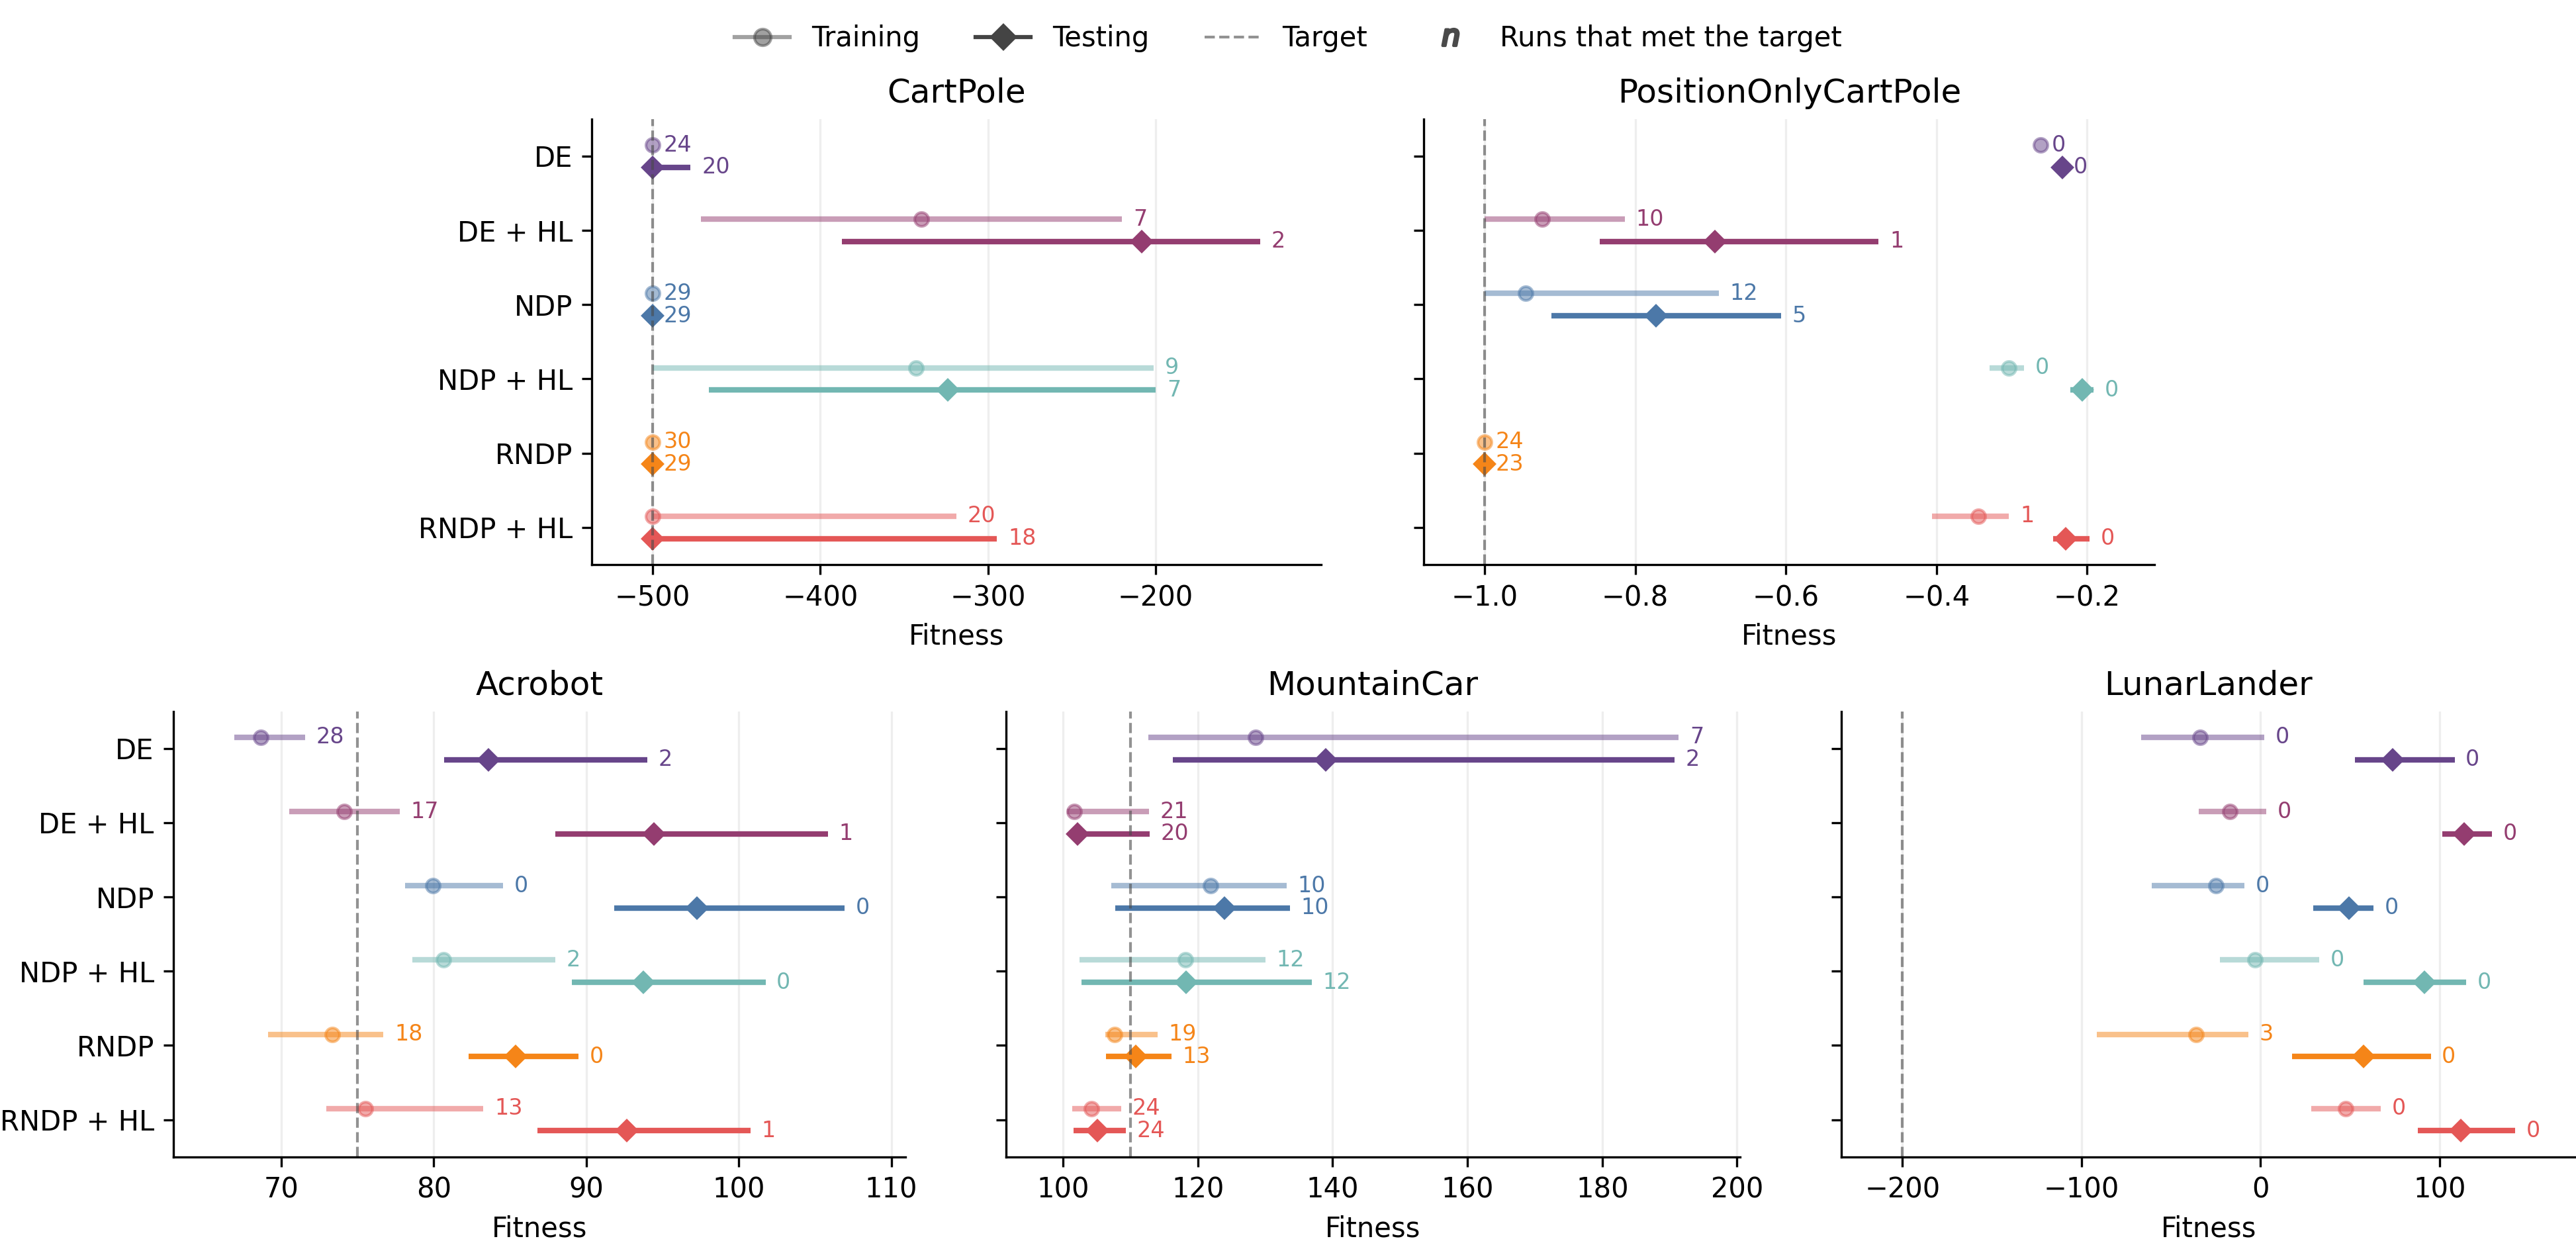 Training Testing Target n Runs that met the target
CartPole
DE
24
20
DE + HL
7
2
NDP
29
29
NDP + HL
9
7
RNDP
30
29
RNDP + HL
20
18
−500 −400 −300 −200
Fitness
PositionOnlyCartPole
0
0
10
1
12
5
0
0
24
23
1
0
−1.0 −0.8 −0.6 −0.4 −0.2
Fitness
Acrobot
DE
28
2
DE + HL
17
1
NDP
0
0
NDP + HL
2
0
RNDP
18
0
RNDP + HL
13
1
70 80 90 100 110
Fitness
MountainCar
7
2
21
20
10
10
12
12
19
13
24
24
100 120 140 160 180 200
Fitness
LunarLander
0
0
0
0
0
0
0
0
3
0
0
0
−200 −100 0 100
Fitness